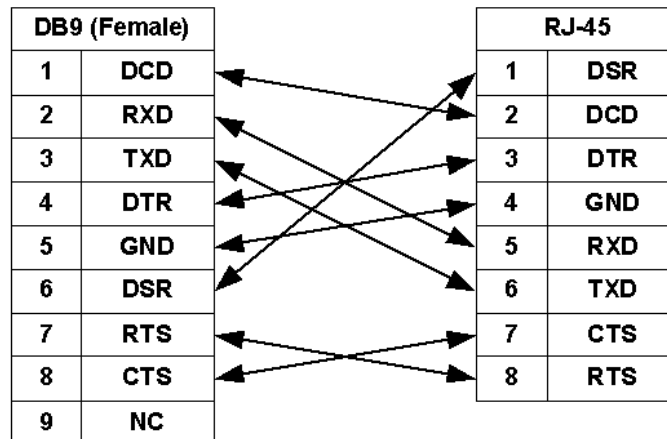 DB9 (Female)
1 DCD
2 RXD
3 TXD
4 DTR
5 GND
6 DSR
7 RTS
8 CTS
9 NC
RJ-45
1 DSR
2 DCD
3 DTR
4 GND
5 RXD
6 TXD
7 CTS
8 RTS